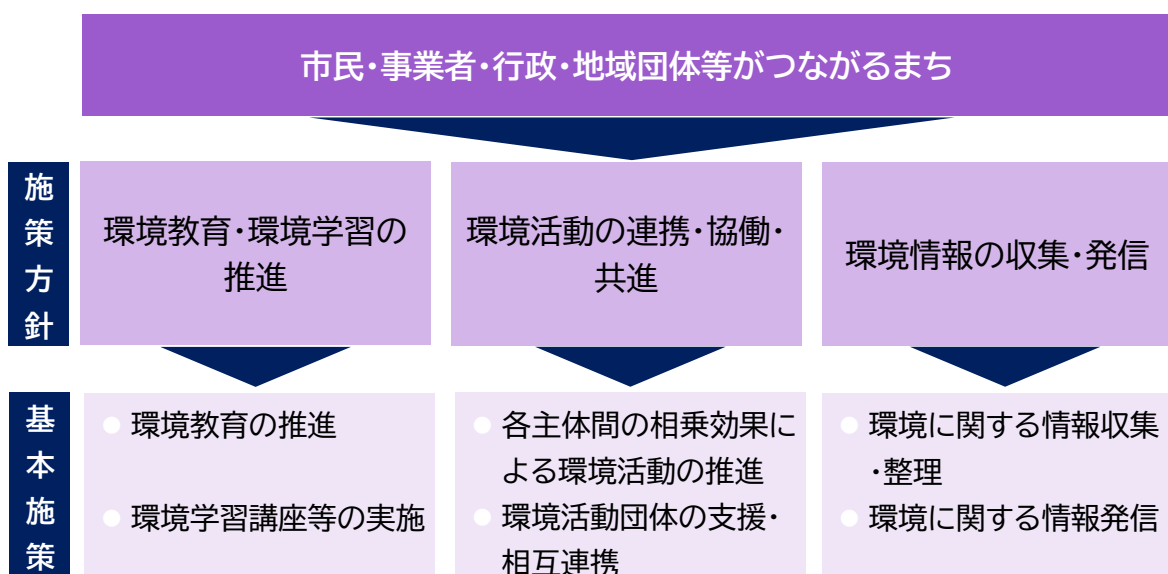 市民･事業者･行政･地域団体等がつながるまち
施策方針
環境教育･環境学習の
推進
環境活動の連携･協働･
共進
環境情報の収集･発信
基本施策
環境教育の推進
環境学習講座等の実施
各主体間の相乗効果に
よる環境活動の推進
環境活動団体の支援･
相互連携
環境に関する情報収集
･整理
環境に関する情報発信